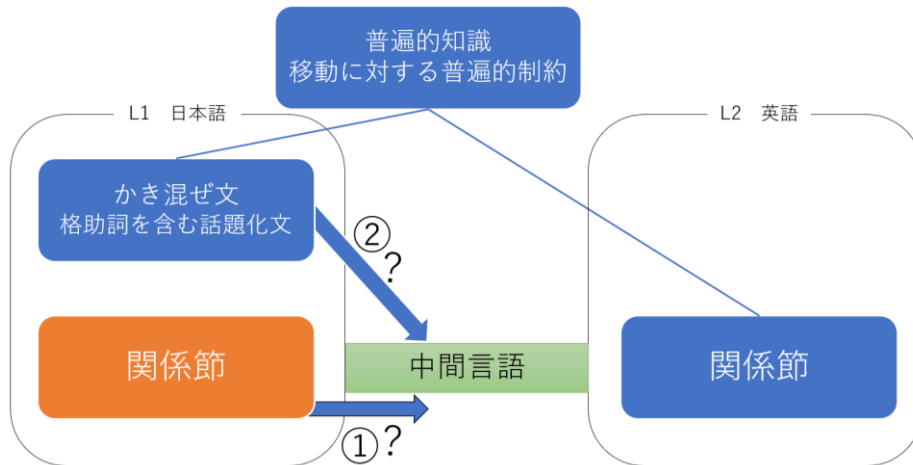 普遍的知識
移動に対する普遍的制約
L1 日本語
L2 英語
かき混ぜ文
格助詞を含む話題化文
②?
関係節
中間言語
関係節
①?